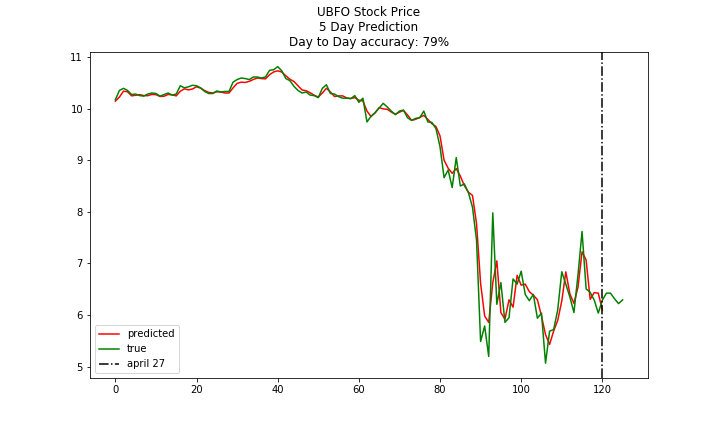 UBFO Stock Price
5 Day Prediction
Day to Day accuracy: 79%
11
10
9
8
7
6
5
predicted
true
april 27
0
20
40
60
80
100
120